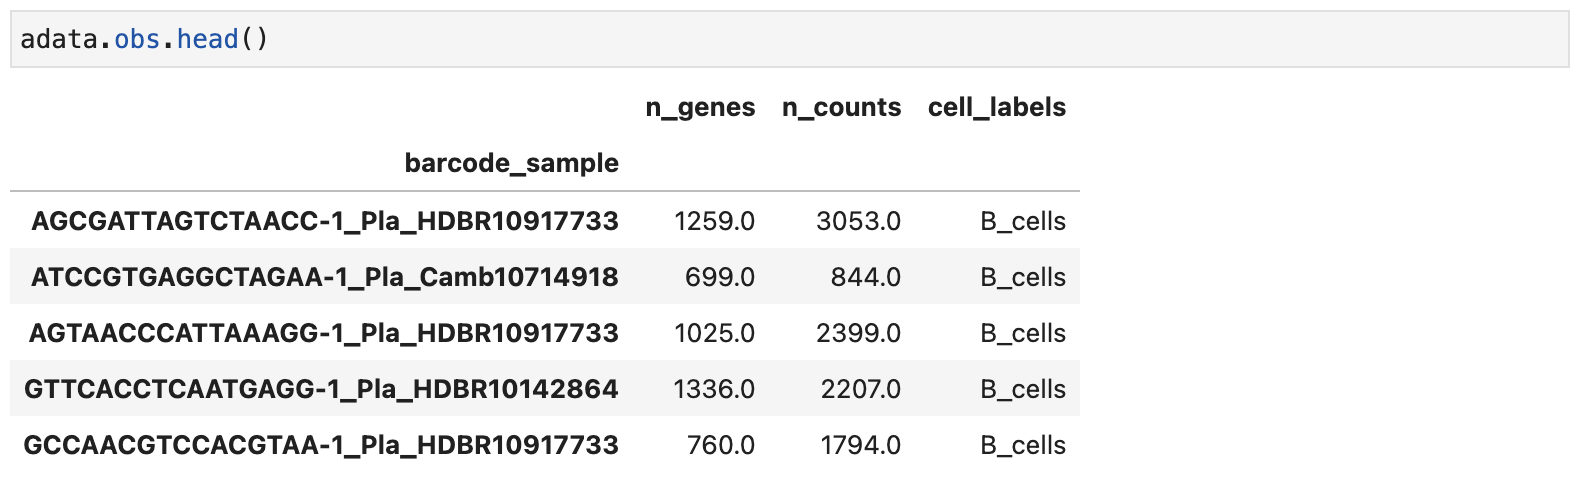 adata.obs.head()
n_genes n_counts cell_labels
barcode_sample
AGCGATTAGTCTAACC-1_Pla_HDBR10917733 1259.0 3053.0 B_cells
ATCCGTGAGGCTAGAA-1_Pla_Camb10714918 699.0 844.0 B_cells
AGTAACCCATTAAAGG-1_Pla_HDBR10917733 1025.0 2399.0 B_cells
GTTCACCTCAATGAGG-1_Pla_HDBR10142864 1336.0 2207.0 B_cells
GCCAACGTCCACGTAA-1_Pla_HDBR10917733 760.0 1794.0 B_cells